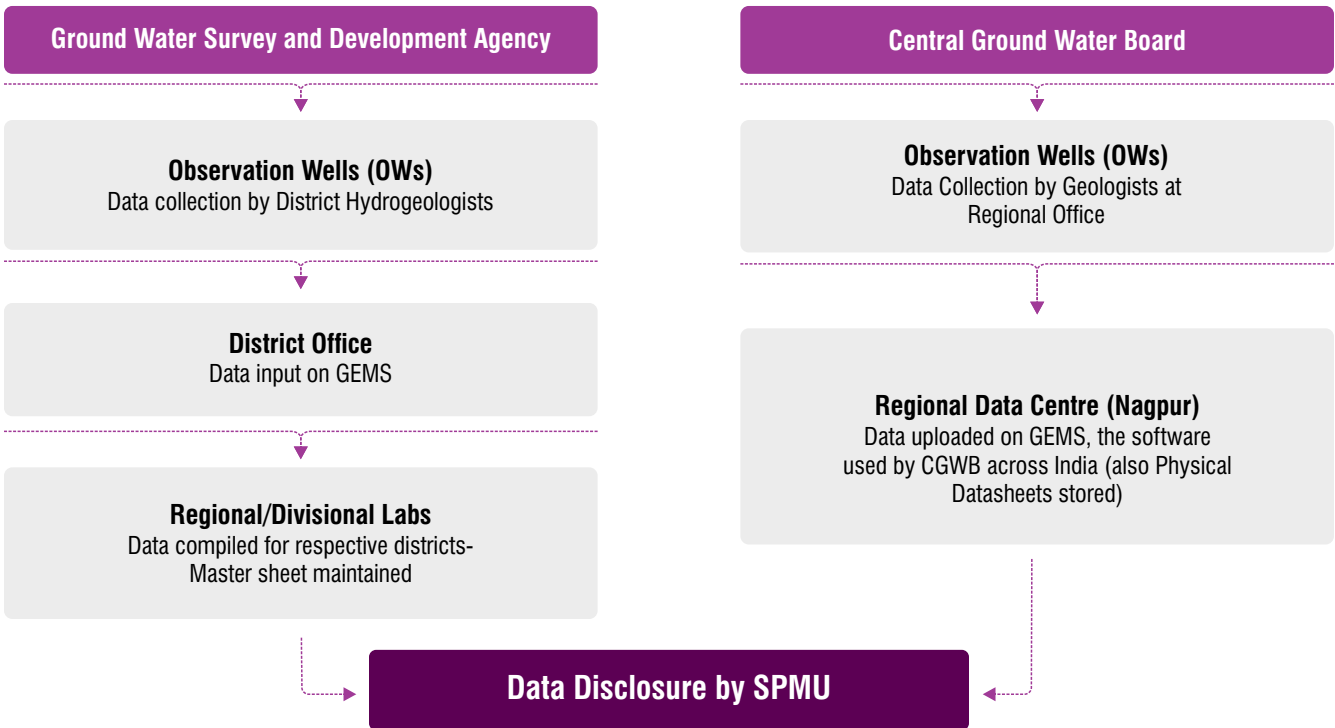 Ground Water Survey and Development Agency
Observation Wells (OWs)
Data collection by District Hydrogeologists
District Office
Data input on GEMS
Regional/Divisional Labs
Data compiled for respective districts-
Master sheet maintained
Central Ground Water Board
Observation Wells (OWs)
Data Collection by Geologists at
Regional Office
Regional Data Centre (Nagpur)
Data uploaded on GEMS, the software
used by CGWB across India (also Physical
Datasheets stored)
Data Disclosure by SPMU